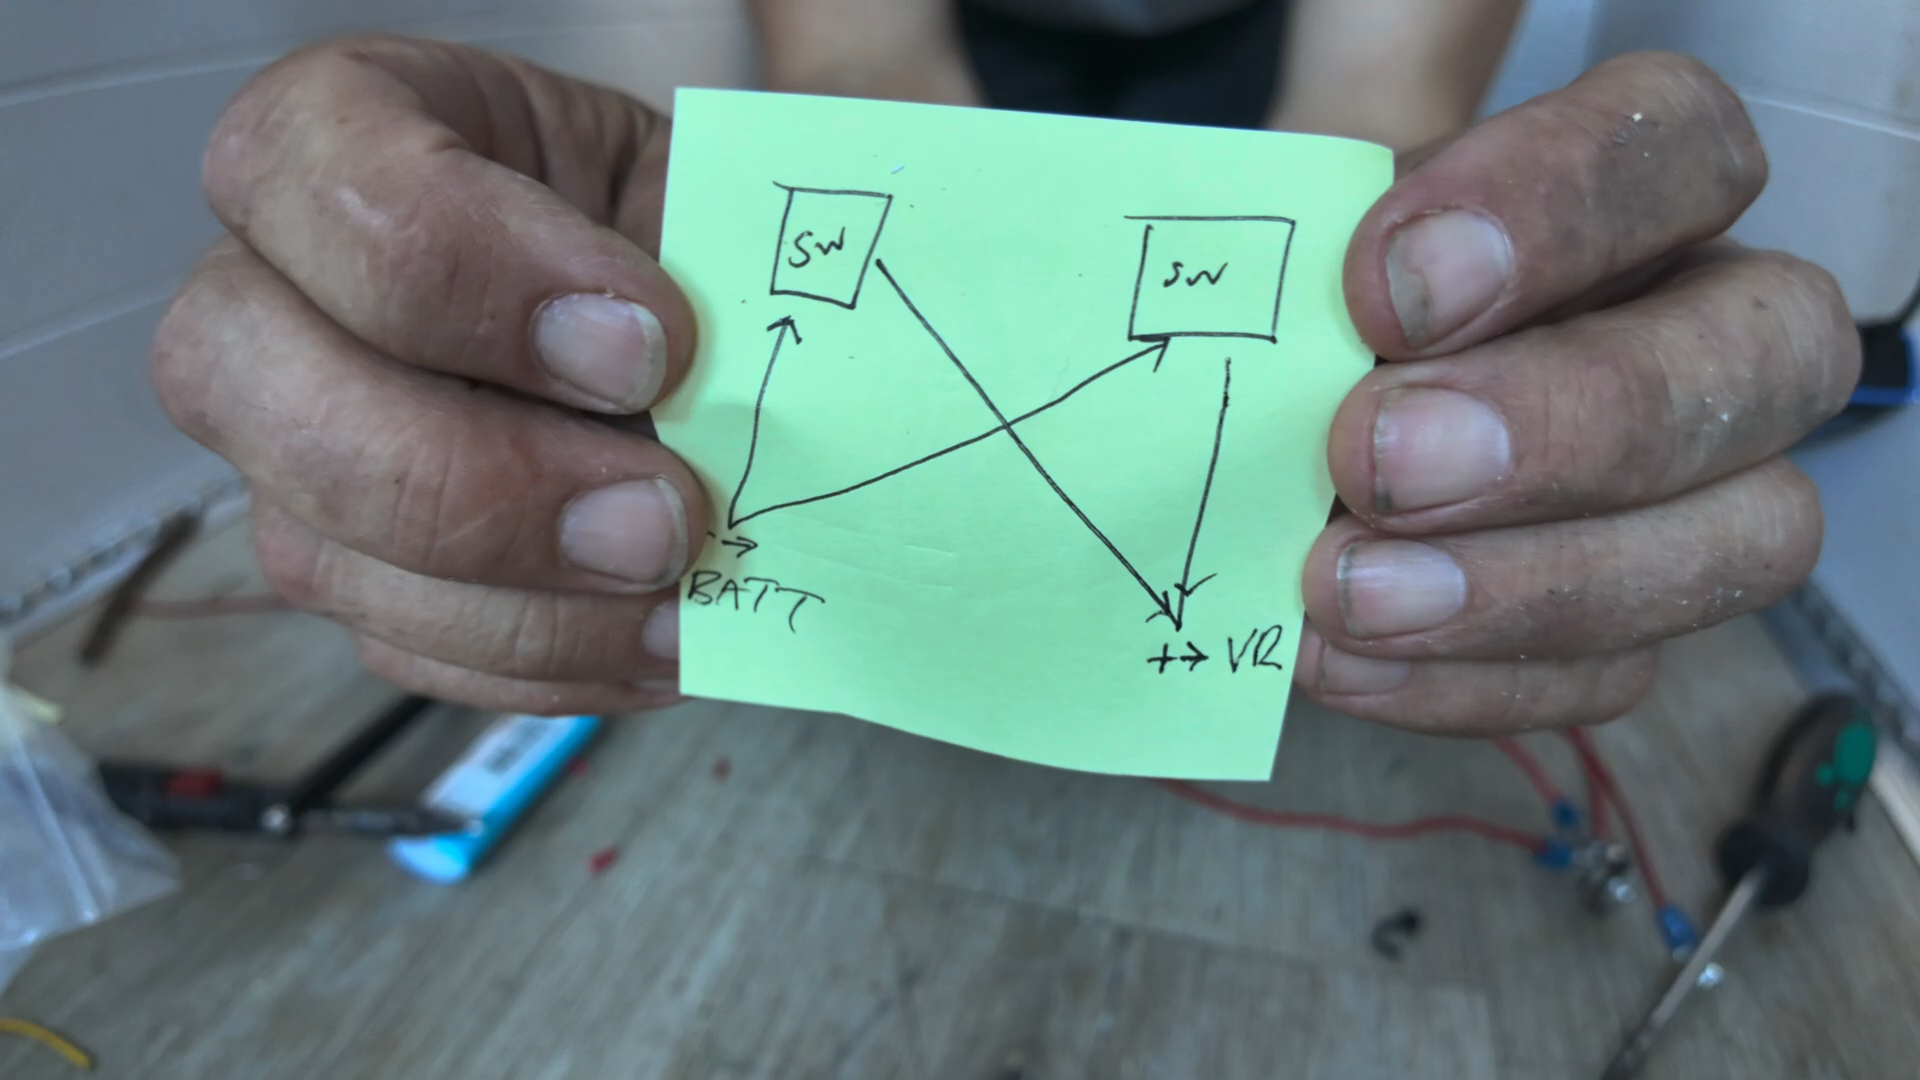 SW
SW
→
BATT
+→ VR